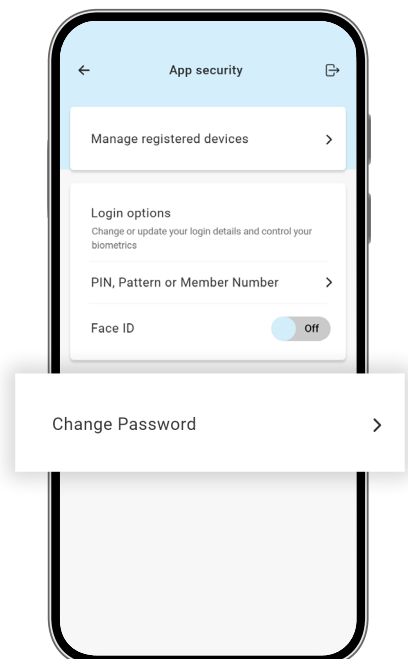 App security
Manage registered devices
Login options
Change or update your login details and control your
biometrics
PIN, Pattern or Member Number
Face ID
Off
Change Password